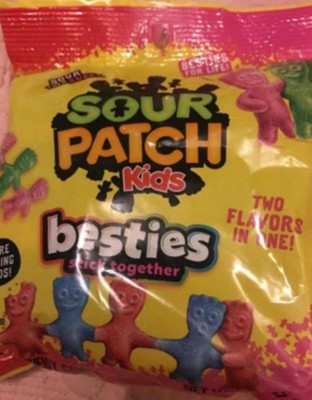 BESTIES
FOR LIFE!
SOUR
PATCH
Kids
besties
stick together
TWO
FLAVORS
IN ONE!